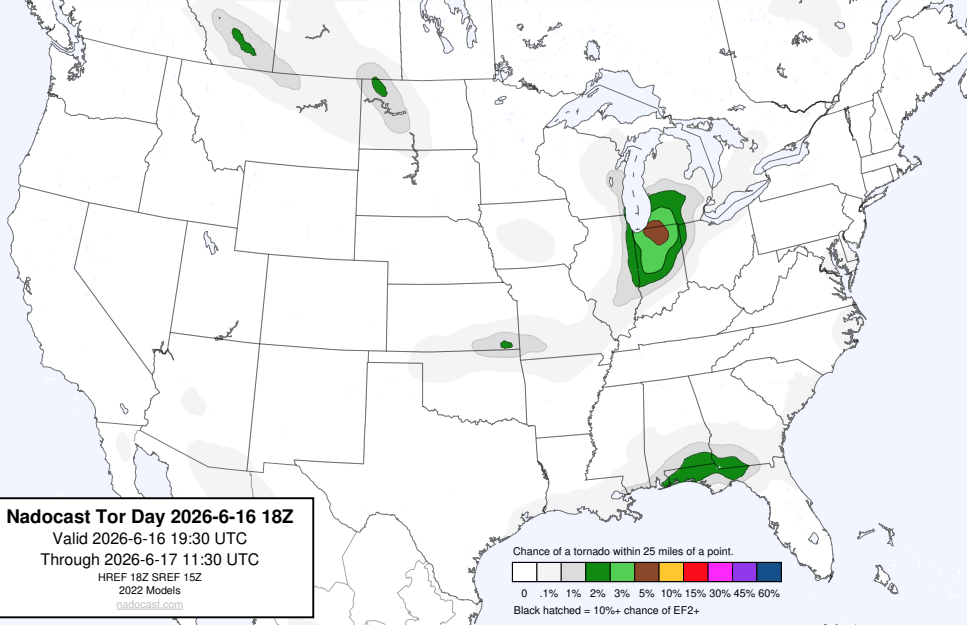 Nadocast Tor Day 2026-6-16 18Z
Valid 2026-6-16 19:30 UTC
Through 2026-6-17 11:30 UTC
HREF 18Z SREF 15Z
2022 Models
nadocast.com
Chance of a tornado within 25 miles of a point.
0 .1% 1% 2% 3% 5% 10% 15% 30% 45% 60%
Black hatched = 10%+ chance of EF2+